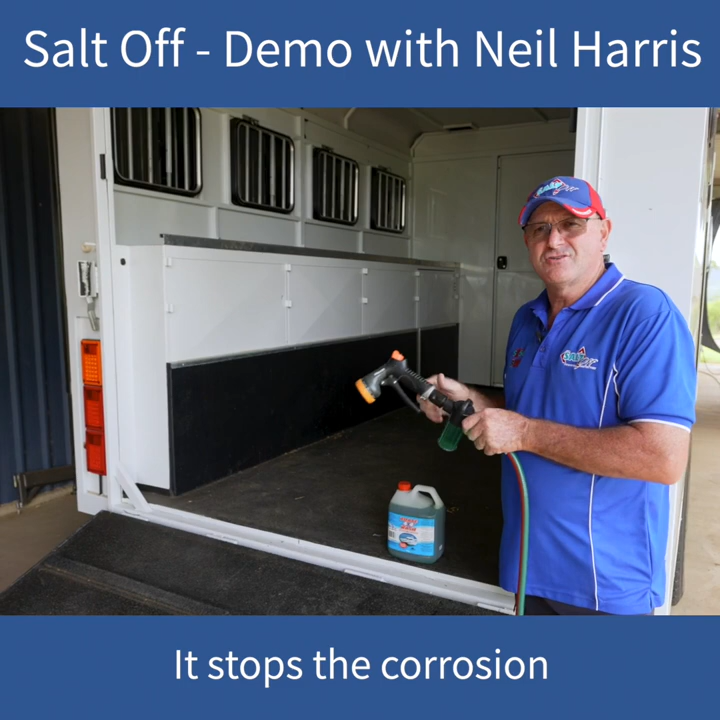 Salt Off - Demo with Neil Harris
It stops the corrosion